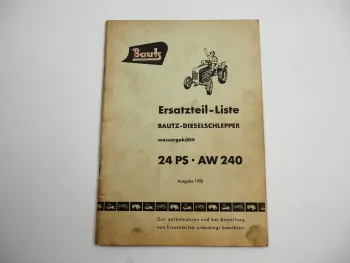 Bautz
Ersatzteil-Liste
BAUTZ-DIESELSCHLEPPER
wassergekühlt
24 PS · AW 240
Ausgabe 1958
Gut aufbewahren und bei Bestellung
von Ersatzteilen unbedingt beachten.